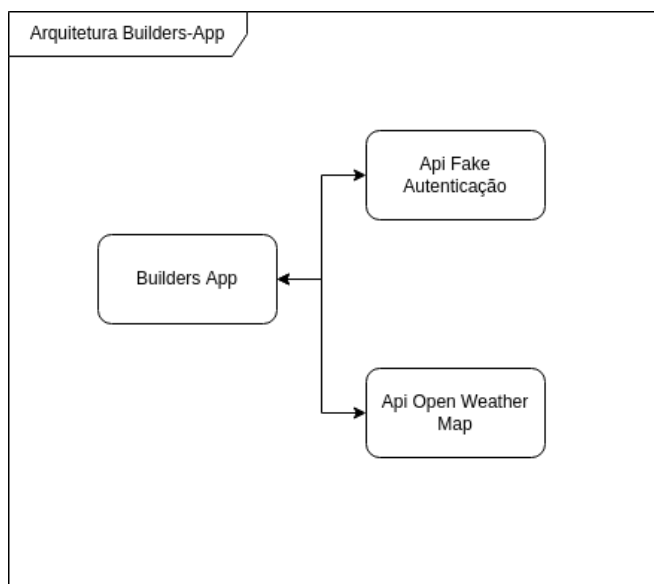 Arquitetura Builders-App
Api Fake
Autenticação
Builders App
Api Open Weather
Map